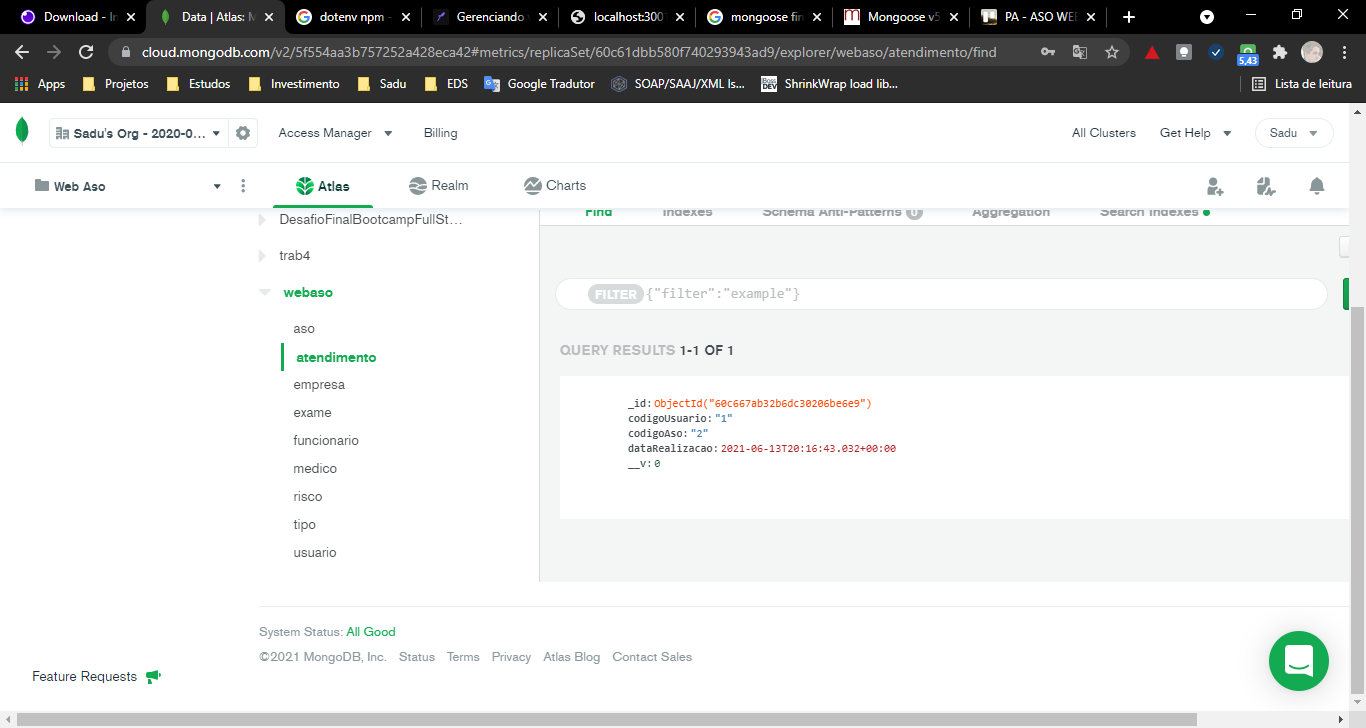 Download - In
Data | Atlas: M
dotenv npm -
Gerenciando v
localhost:3001
mongoose fin
Mongoose v5
PA - ASO WEB
cloud.mongodb.com/v2/5f554aa3b757252a428eca42#metrics/replicaSet/60c61dbb580f740293943ad9/explorer/webaso/atendimento/find
5,43
Apps
Projetos
Estudos
Investimento
Sadu
EDS
Google Tradutor
SOAP/SAAJ/XML Is...
ShrinkWrap load lib...
Lista de leitura
Sadu's Org - 2020-0...
Access Manager
Billing
All Clusters
Get Help
Sadu
Web Aso
Atlas
Realm
Charts
DesafioFinalBootcampFullSt...
trab4
webaso
aso
atendimento
empresa
exame
funcionario
medico
risco
tipo
usuario
Find
Indexes
Schema Anti-Patterns 0
Aggregation
Search Indexes
FILTER {"filter":"example"}
QUERY RESULTS 1-1 OF 1
_id: ObjectId("60c667ab32b6dc30206be6e9")
codigoUsuario: "1"
codigoAso: "2"
dataRealizacao: 2021-06-13T20:16:43.032+00:00
__v: 0
System Status: All Good
©2021 MongoDB, Inc.
Status
Terms
Privacy
Atlas Blog
Contact Sales
Feature Requests